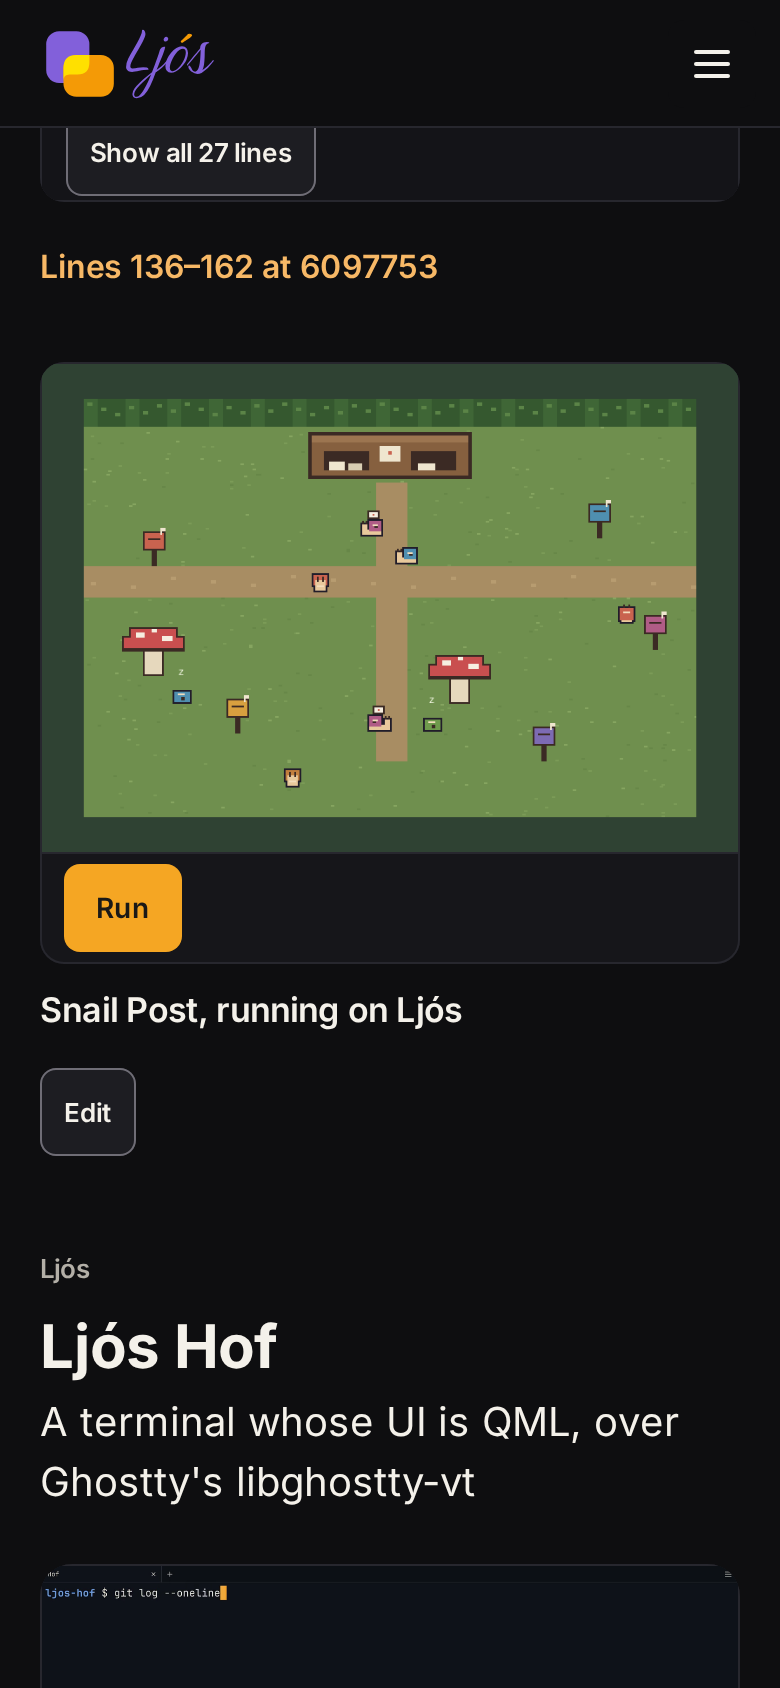 Ljós
Show all 27 lines
Lines 136–162 at 6097753
z
z
Run
Snail Post, running on Ljós
Edit
Ljós
Ljós Hof
A terminal whose UI is QML, over
Ghostty's libghostty-vt
Hof × +
ljos-hof $ git log --oneline